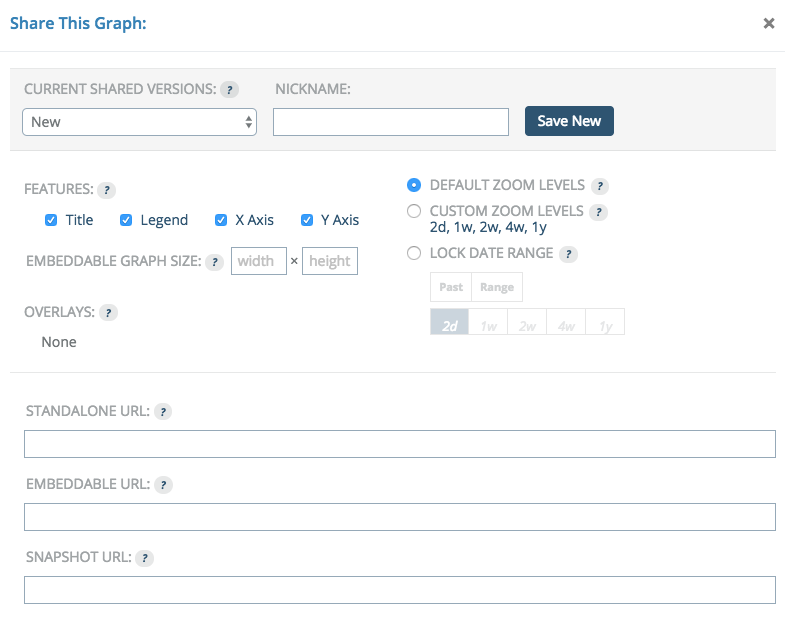 Share This Graph:
×
CURRENT SHARED VERSIONS: ?
NICKNAME:
New
Save New
FEATURES: ?
Title Legend X Axis Y Axis
EMBEDDABLE GRAPH SIZE: ? width × height
OVERLAYS: ?
None
DEFAULT ZOOM LEVELS ?
CUSTOM ZOOM LEVELS ?
2d, 1w, 2w, 4w, 1y
LOCK DATE RANGE ?
Past Range
2d 1w 2w 4w 1y
STANDALONE URL: ?
EMBEDDABLE URL: ?
SNAPSHOT URL: ?